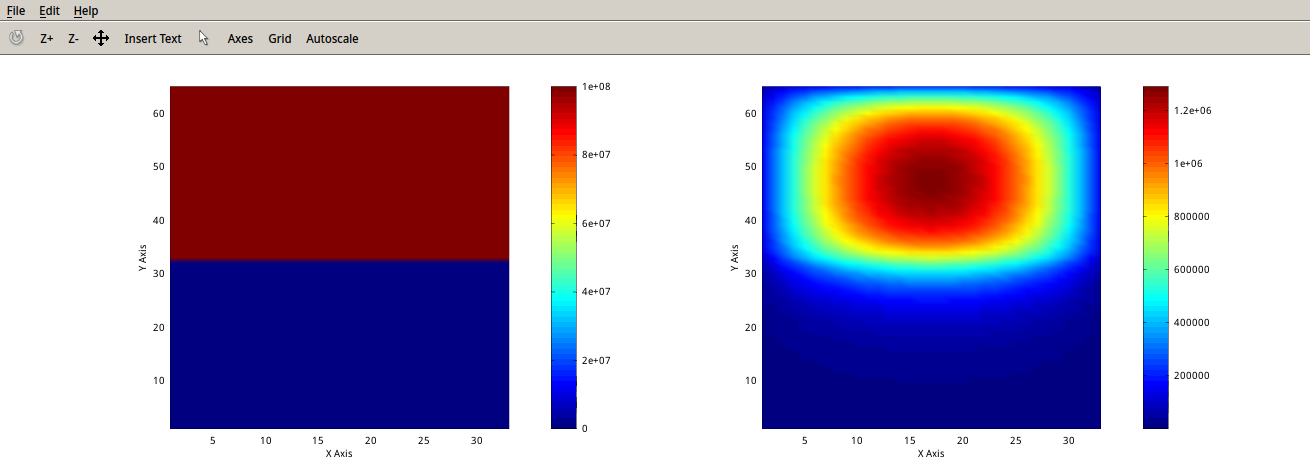 File Edit Help
Z+ Z- Insert Text Axes Grid Autoscale
60
50
40
30
20
10
Y Axis
5 10 15 20 25 30
X Axis
1e+08
8e+07
6e+07
4e+07
2e+07
0
60
50
40
30
20
10
Y Axis
5 10 15 20 25 30
X Axis
1.2e+06
1e+06
800000
600000
400000
200000